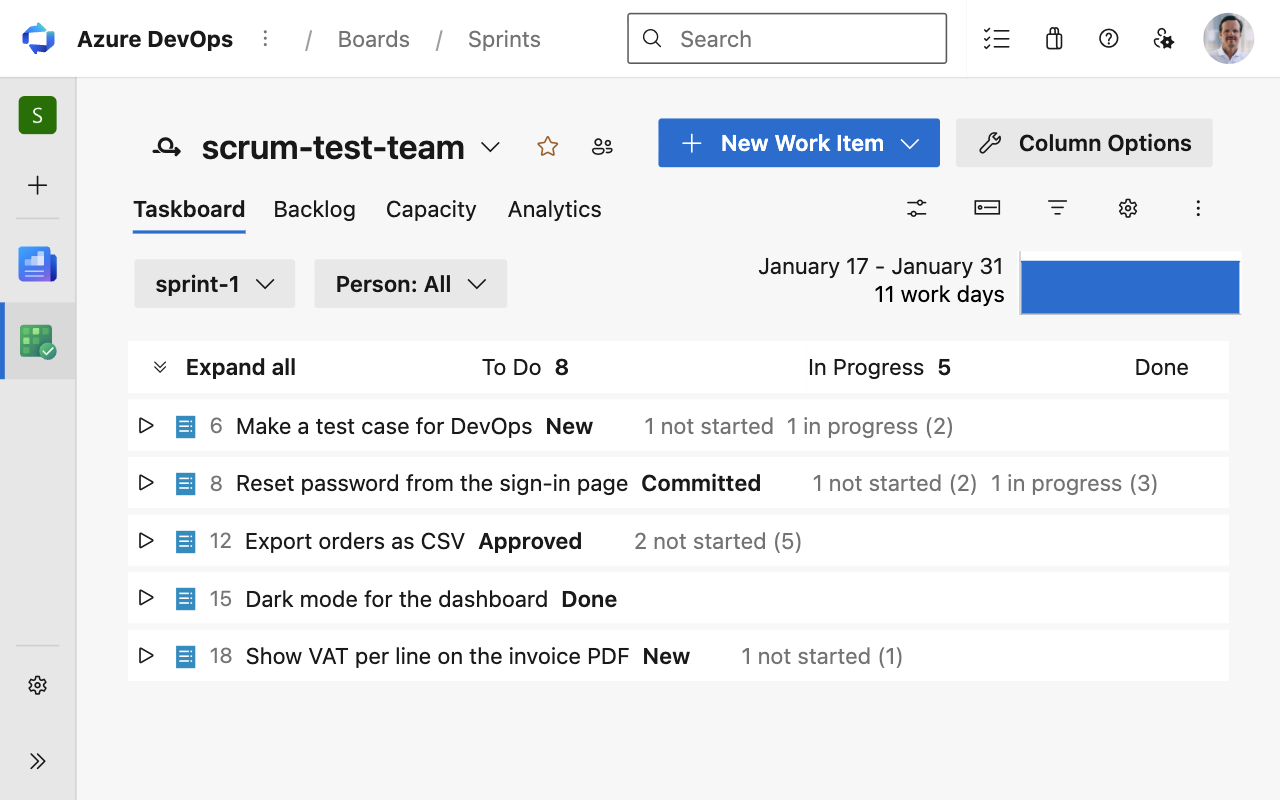 Azure DevOps / Boards / Sprints Search
S
scrum-test-team New Work Item Column Options
Taskboard Backlog Capacity Analytics
sprint-1 Person: All
January 17 - January 31
11 work days
Expand all To Do 8 In Progress 5 Done
6 Make a test case for DevOps New 1 not started 1 in progress (2)
8 Reset password from the sign-in page Committed 1 not started (2) 1 in progress (3)
12 Export orders as CSV Approved 2 not started (5)
15 Dark mode for the dashboard Done
18 Show VAT per line on the invoice PDF New 1 not started (1)